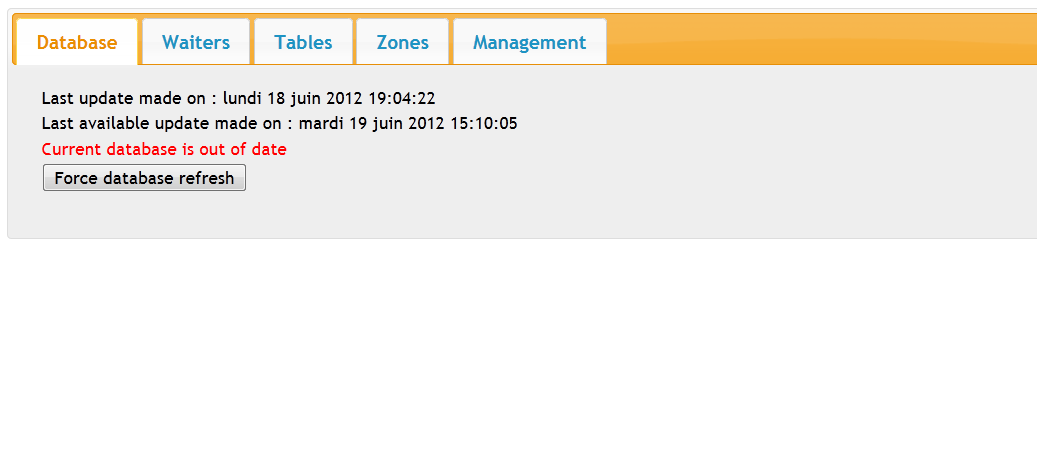 Database Waiters Tables Zones Management
Last update made on : lundi 18 juin 2012 19:04:22
Last available update made on : mardi 19 juin 2012 15:10:05
Current database is out of date
Force database refresh